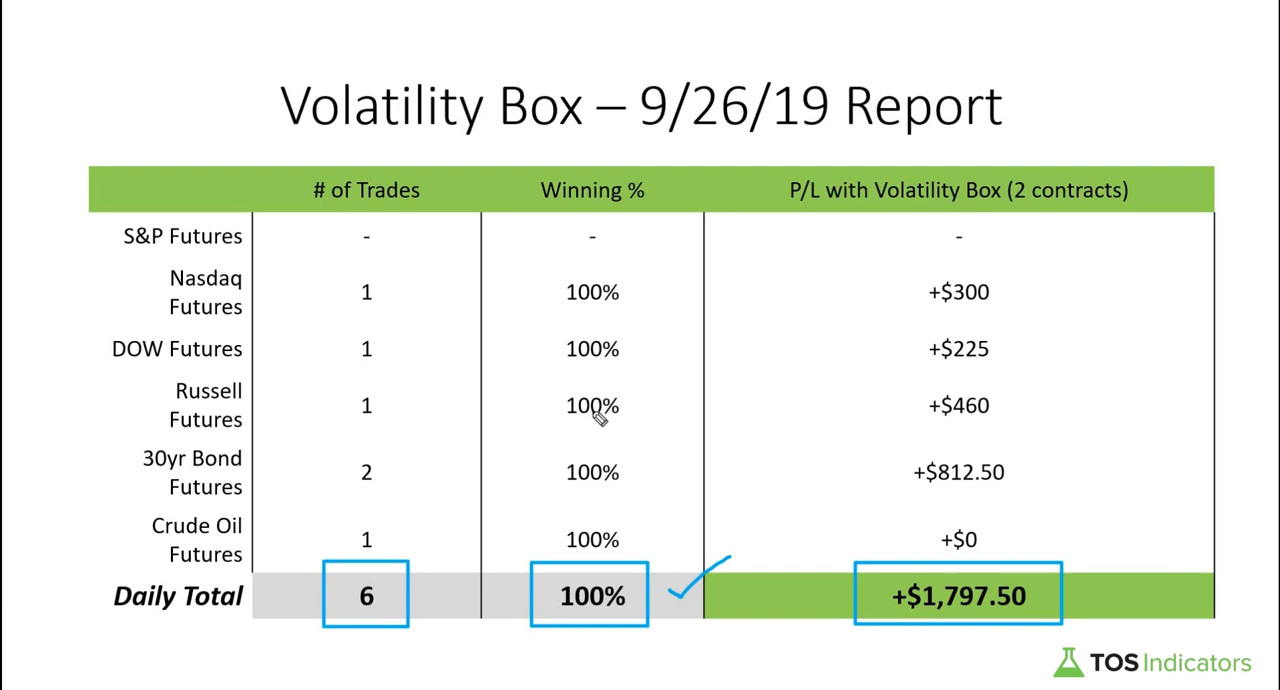 Volatility Box – 9/26/19 Report
# of Trades Winning % P/L with Volatility Box (2 contracts)
S&P Futures - - -
Nasdaq
Futures 1 100% +$300
DOW Futures 1 100% +$225
Russell
Futures 1 100% +$460
30yr Bond
Futures 2 100% +$812.50
Crude Oil
Futures 1 100% +$0
Daily Total 6 100% +$1,797.50
TOS Indicators